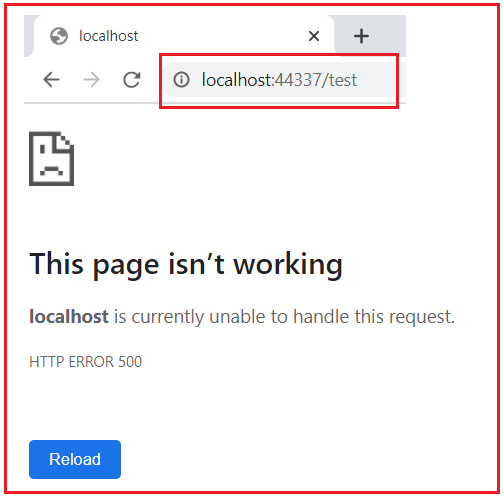 localhost
localhost:44337/test
This page isn’t working
localhost is currently unable to handle this request.
HTTP ERROR 500
Reload